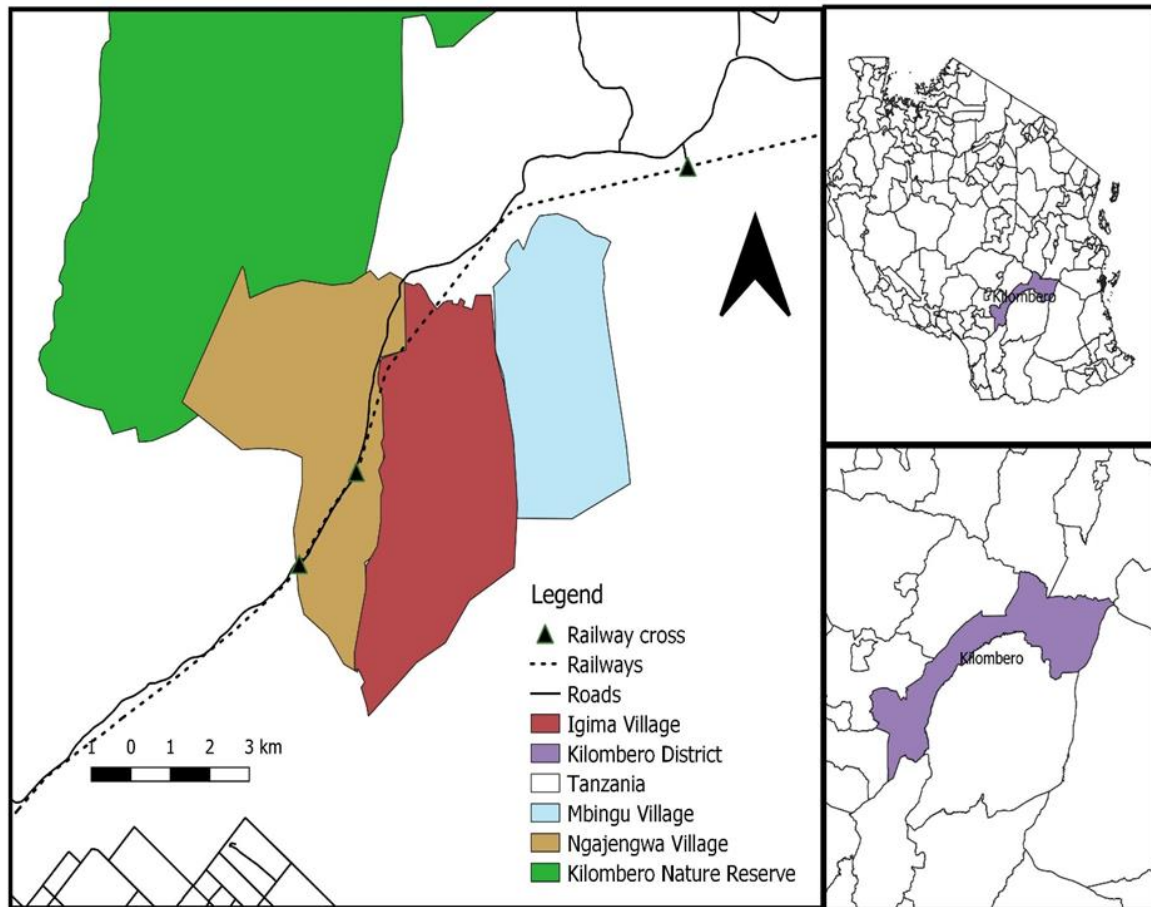 Legend
Railway cross
Railways
Roads
Igima Village
Kilombero District
Tanzania
Mbingu Village
Ngajengwa Village
Kilombero Nature Reserve
1 0 1 2 3 km
Kilombero
Kilombero